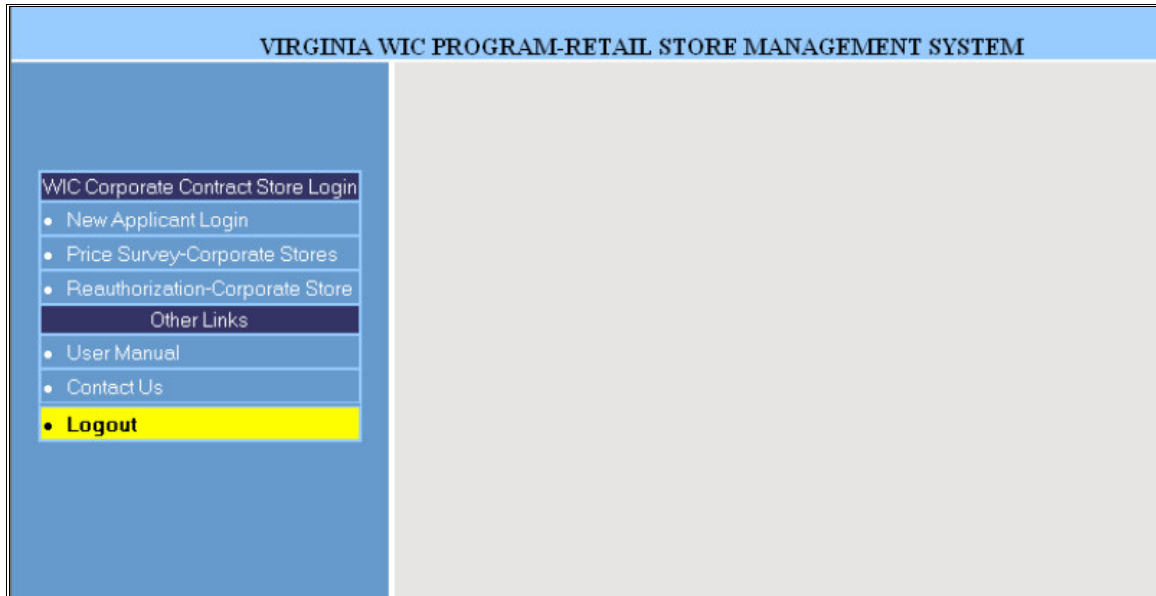 VIRGINIA WIC PROGRAM-RETAIL STORE MANAGEMENT SYSTEM
WIC Corporate Contract Store Login
• New Applicant Login
• Price Survey-Corporate Stores
• Reauthorization-Corporate Store
Other Links
• User Manual
• Contact Us
• Logout